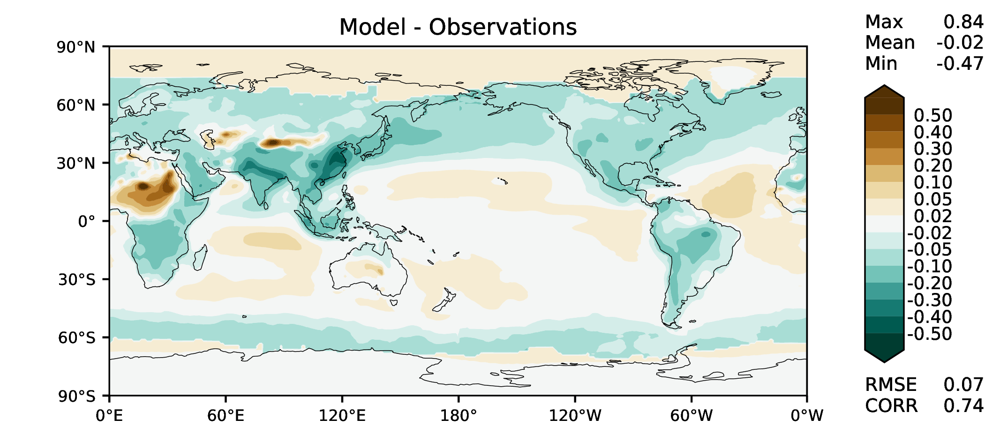 Model - Observations
Max 0.84
Mean -0.02
Min -0.47
90°N
60°N
30°N
0°
30°S
60°S
90°S
0°E 60°E 120°E 180° 120°W 60°W 0°W
0.50
0.40
0.30
0.20
0.10
0.05
0.02
-0.02
-0.05
-0.10
-0.20
-0.30
-0.40
-0.50
RMSE 0.07
CORR 0.74